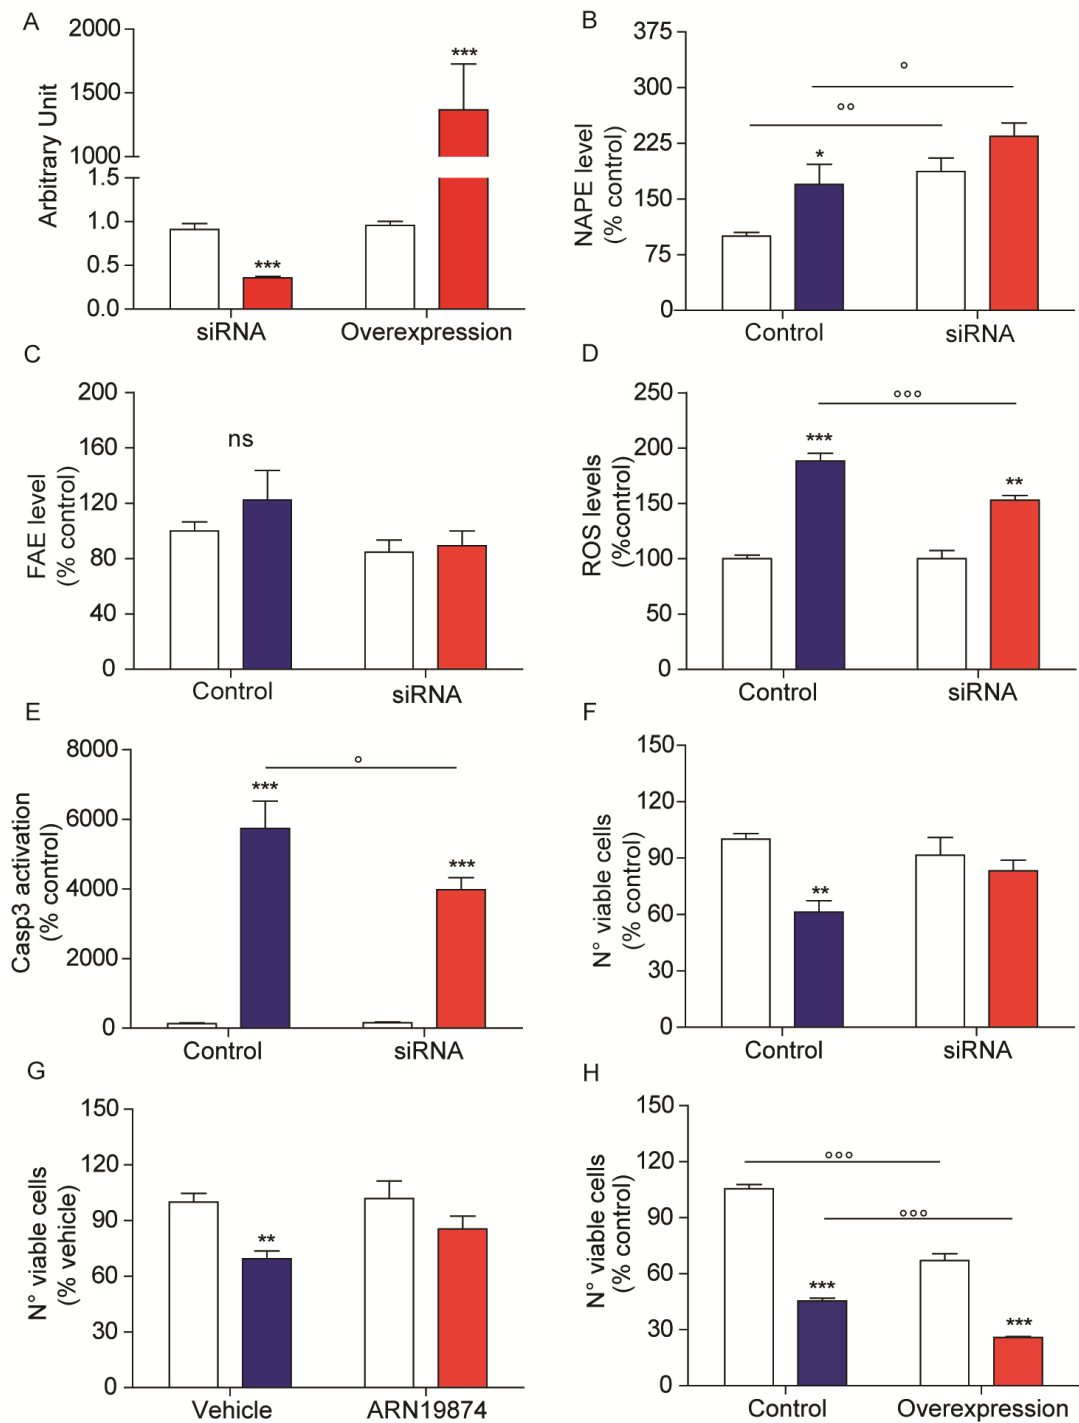 A
Arbitrary Unit
2000
1500
1000
1.5
1.0
0.5
0.0
***
***
siRNA
Overexpression
B
NAPE level
(% control)
375
300
225
150
75
0
*
°°
°
Control
siRNA
C
FAE level
(% control)
200
160
120
80
40
0
ns
Control
siRNA
D
ROS levels
(%control)
250
200
150
100
50
0
***
°°°
**
Control
siRNA
E
Casp3 activation
(% control)
8000
6000
4000
2000
0
***
°
***
Control
siRNA
F
N° viable cells
(% control)
150
120
90
60
30
0
**
Control
siRNA
G
N° viable cells
(% vehicle)
150
120
90
60
30
0
**
Vehicle
ARN19874
H
N° viable cells
(% control)
150
120
90
60
30
0
°°°
°°°
***
***
Control
Overexpression